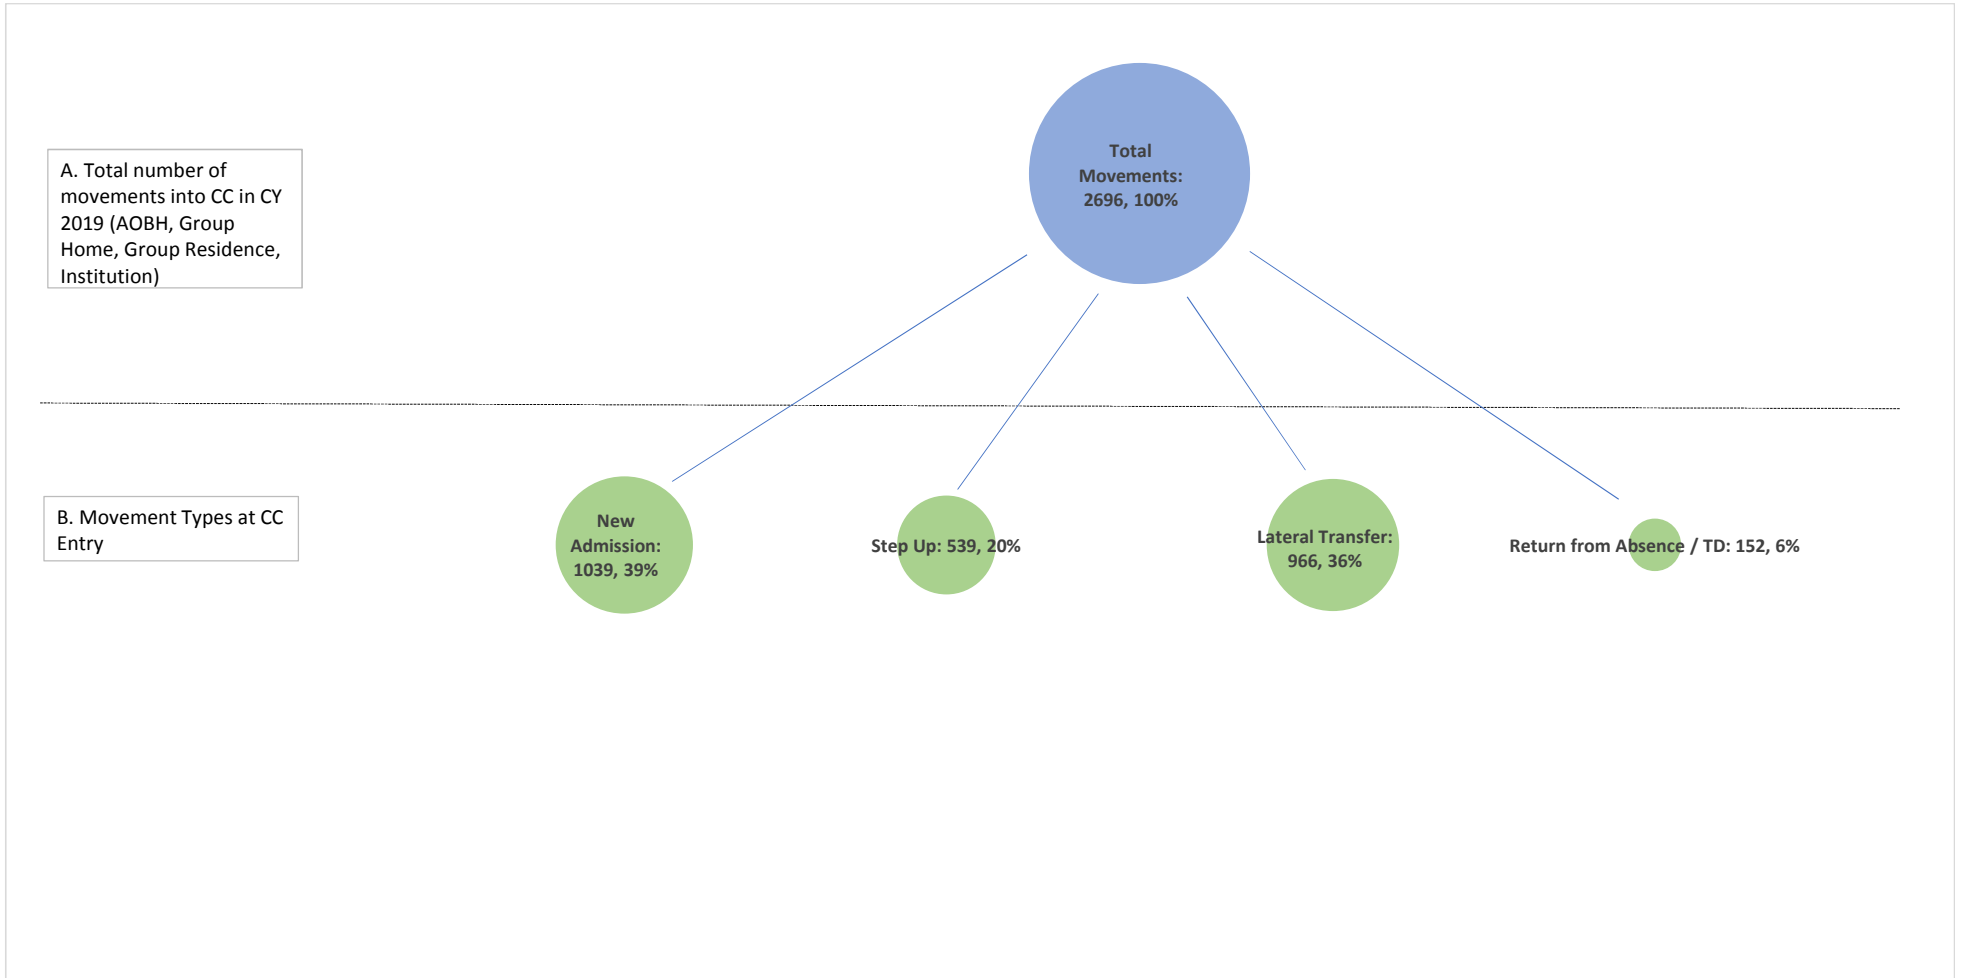 Total
Movements:
2696, 100%
A. Total number of
movements into CC in CY
2019 (AOBH, Group
Home, Group Residence,
Institution)
B. Movement Types at CC
Entry
New
Admission:
1039, 39%
Step Up: 539, 20%
Lateral Transfer:
966, 36%
Return from Absence / TD: 152, 6%